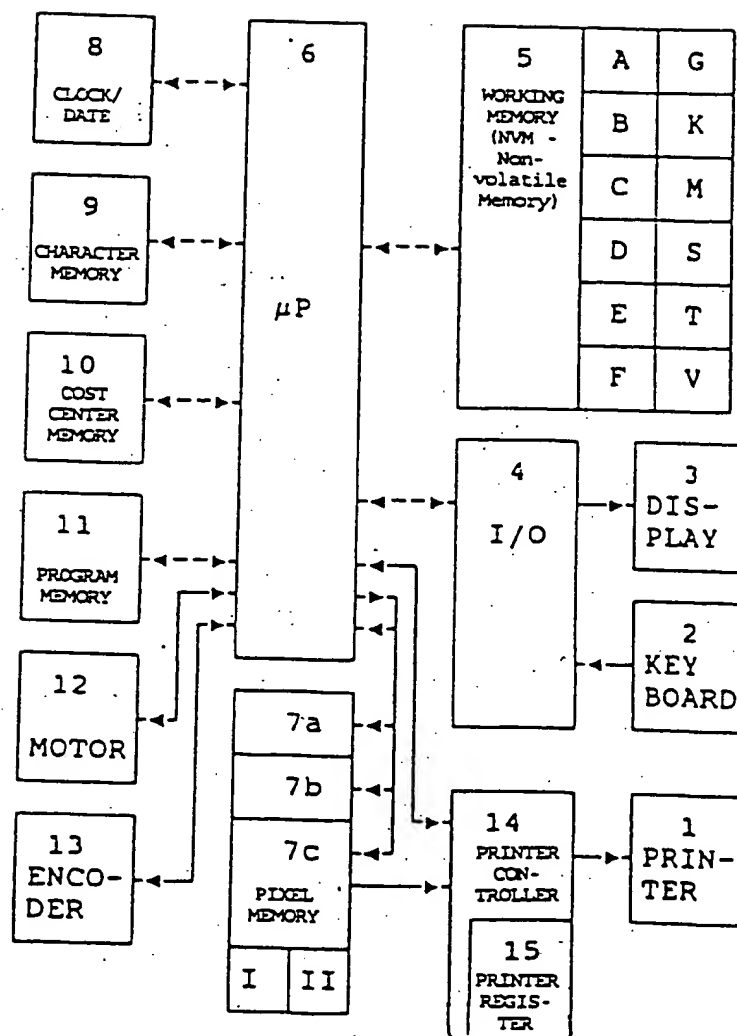 8
CLOCK/
DATE
9
CHARACTER
MEMORY
10
COST
CENTER
MEMORY
11
PROGRAM
MEMORY
12
MOTOR
13
ENCO-
DER
6
μP
7a
7b
7c
PIXEL
MEMORY
I II
5
WORKING
MEMORY
(NVM -
Non-
volatile
Memory)
A G
B K
C M
D S
E T
F V
4
I/O
3
DIS-
PLAY
2
KEY
BOARD
14
PRINTER
CON-
TROLLER
15
PRINTER
REGIS-
TER
1
PRIN-
TER